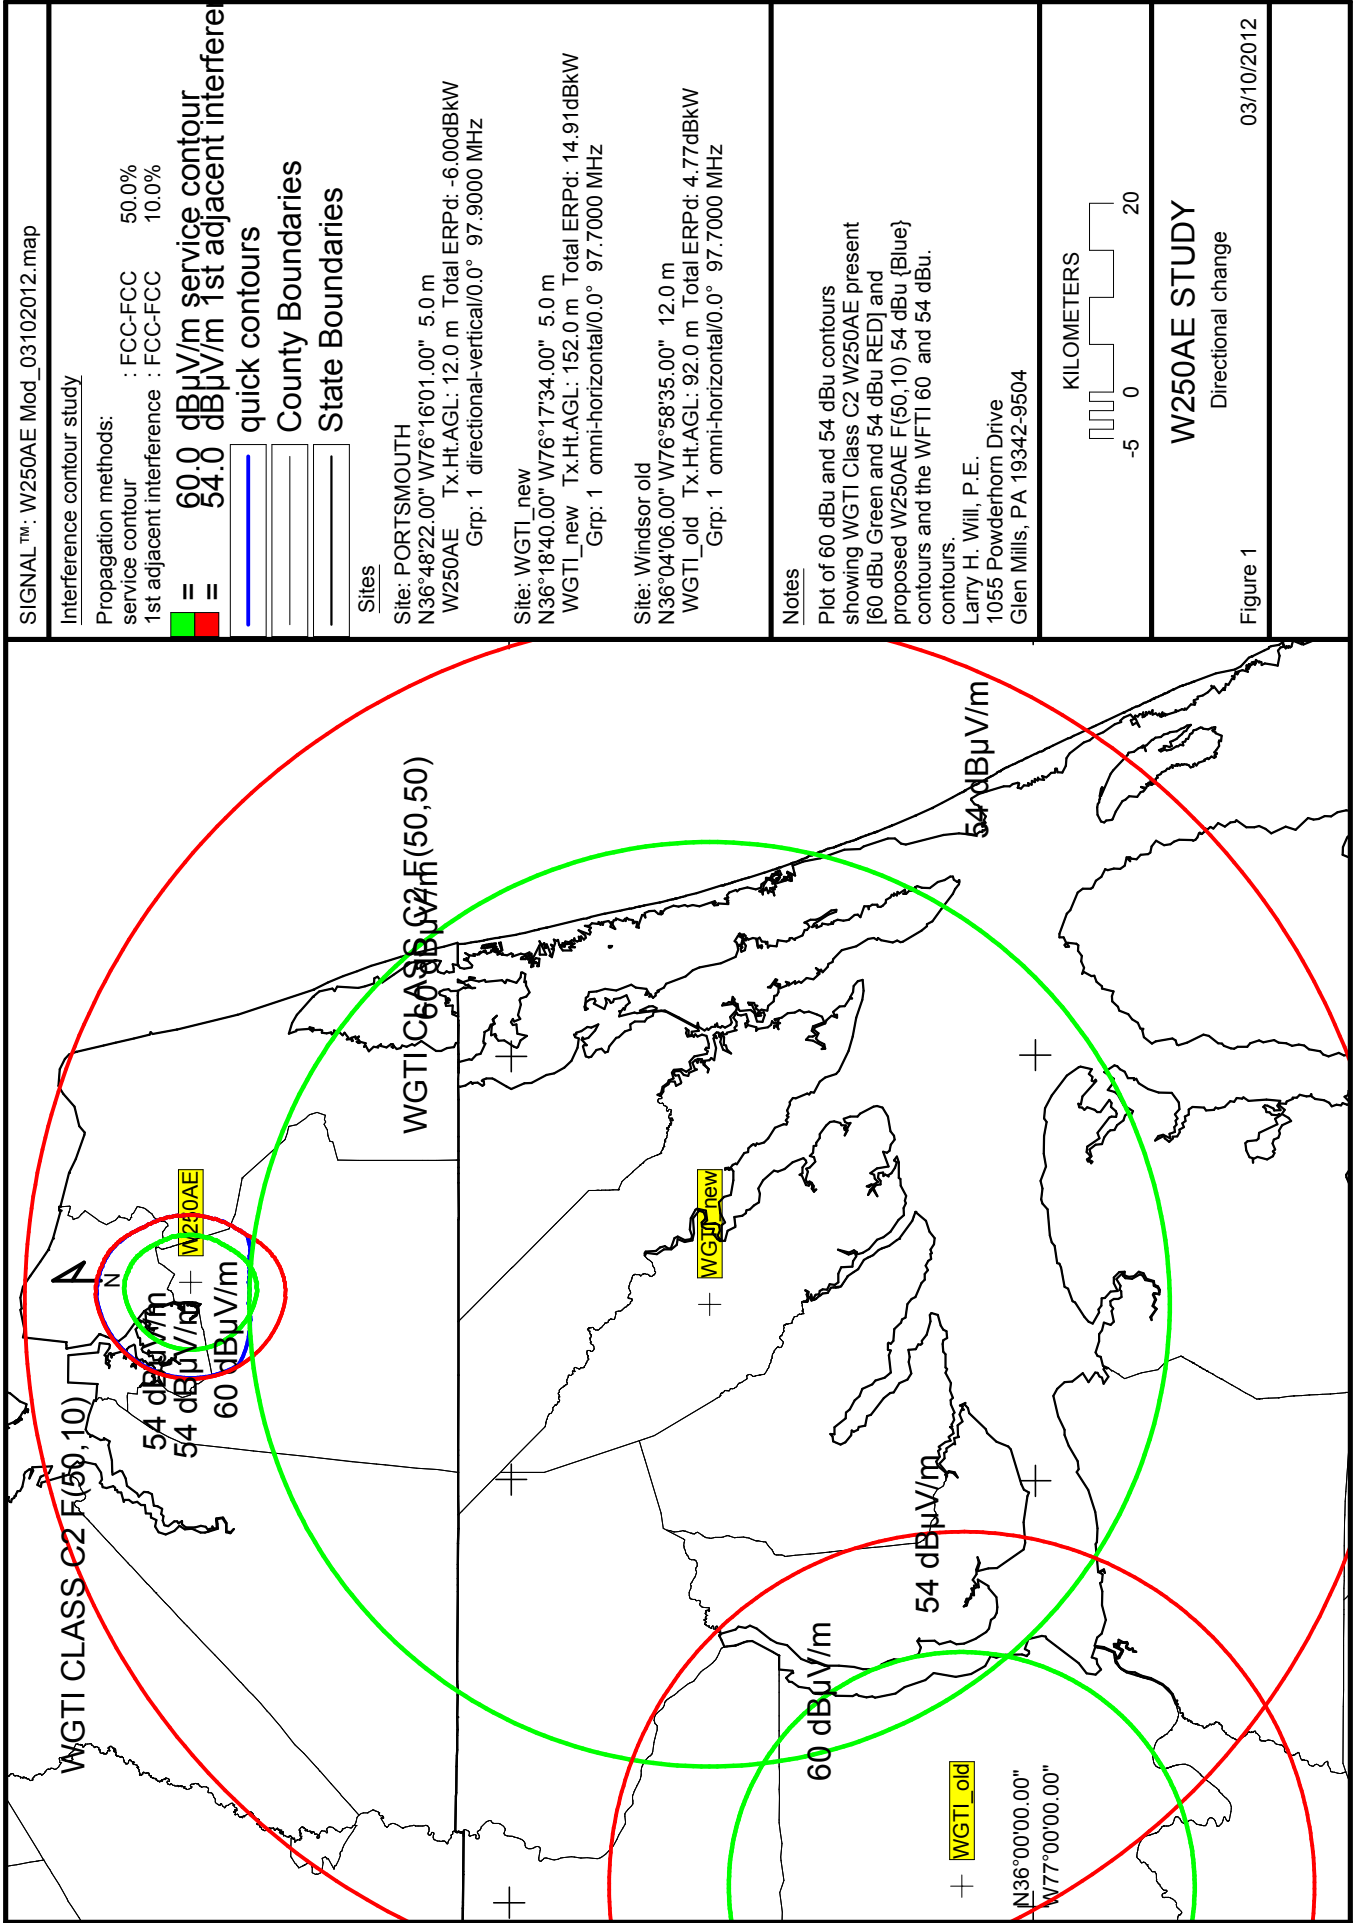 SIGNAL ™: W250AE Mod_03102012.map
Interference contour study
Propagation methods:
service contour : FCC-FCC 50.0%
1st adjacent interference : FCC-FCC 10.0%
= 60.0 dBµV/m service contour
= 54.0 dBµV/m 1st adjacent interferer
quick contours
County Boundaries
State Boundaries
Sites
Site: PORTSMOUTH
N36°48'22.00" W76°16'01.00" 5.0 m
W250AE Tx.Ht.AGL: 12.0 m Total ERPd: -6.00dBkW
Grp: 1 directional-vertical/0.0° 97.9000 MHz
Site: WGTI_new
N36°18'40.00" W76°17'34.00" 5.0 m
WGTI_new Tx.Ht.AGL: 152.0 m Total ERPd: 14.91dBkW
Grp: 1 omni-horizontal/0.0° 97.7000 MHz
Site: Windsor old
N36°04'06.00" W76°58'35.00" 12.0 m
WGTI_old Tx.Ht.AGL: 92.0 m Total ERPd: 4.77dBkW
Grp: 1 omni-horizontal/0.0° 97.7000 MHz
Notes
Plot of 60 dBu and 54 dBu contours
showing WGTI Class C2 W250AE present
[60 dBu Green and 54 dBu RED] and
proposed W250AE F(50,10) 54 dBu {Blue}
contours and the WFTI 60 and 54 dBu.
contours.
Larry H. Will, P.E.
1055 Powderhorn Drive
Glen Mills, PA 19342-9504
KILOMETERS
-5 0 20
W250AE STUDY
Directional change
Figure 1 03/10/2012
WGTI CLASS C2 F(50,10)
54 dBµV/m
54 dBµV/m
60 dBµV/m
W250AE
N
WGTI CLASS C2 F(50,50)
60 dBµV/m
WGTI_new
54 dBµV/m
54 dBµV/m
60 dBµV/m
WGTI_old
N36°00'00.00"
W77°00'00.00"